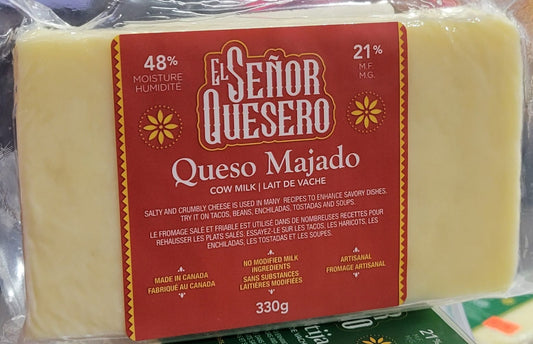 48%
MOISTURE
HUMIDITÉ
EL SEÑOR
QUESERO
21%
M.F.
M.G.
Queso Majado
COW MILK | LAIT DE VACHE
SALTY AND CRUMBLY CHEESE IS USED IN MANY RECIPES TO ENHANCE SAVORY DISHES.
TRY IT ON TACOS, BEANS, ENCHILADAS, TOSTADAS AND SOUPS.
LE FROMAGE SALÉ ET FRIABLE EST UTILISÉ DANS DE NOMBREUSES RECETTES POUR
REHAUSSER LES PLATS SALÉS. ESSAYEZ-LE SUR LES TACOS, LES HARICOTS, LES
ENCHILADAS, LES TOSTADAS ET LES SOUPES.
MADE IN CANADA
FABRIQUÉ AU CANADA
NO MODIFIED MILK
INGREDIENTS
SANS SUBSTANCES
LAITIÈRES MODIFIÉES
ARTISANAL
FROMAGE ARTISANAL
330g
21%